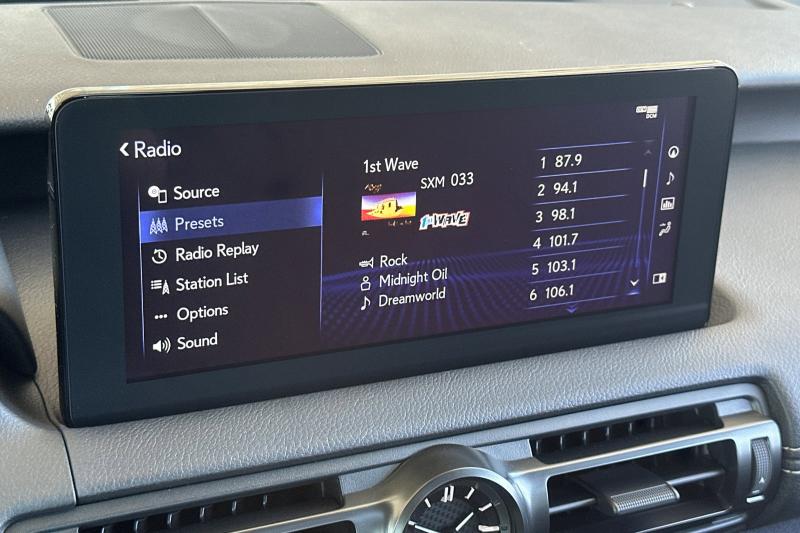 DCM
Radio
Source
Presets
Radio Replay
Station List
Options
Sound
1st Wave
SXM 033
1st WAVE
Rock
Midnight Oil
Dreamworld
1 87.9
2 94.1
3 98.1
4 101.7
5 103.1
6 106.1